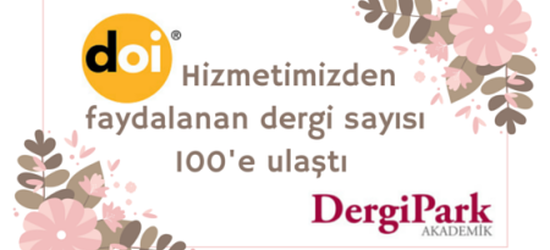 doi® Hizmetimizden
faydalanan dergi sayısı
100'e ulaştı
DergiPark
AKADEMİK